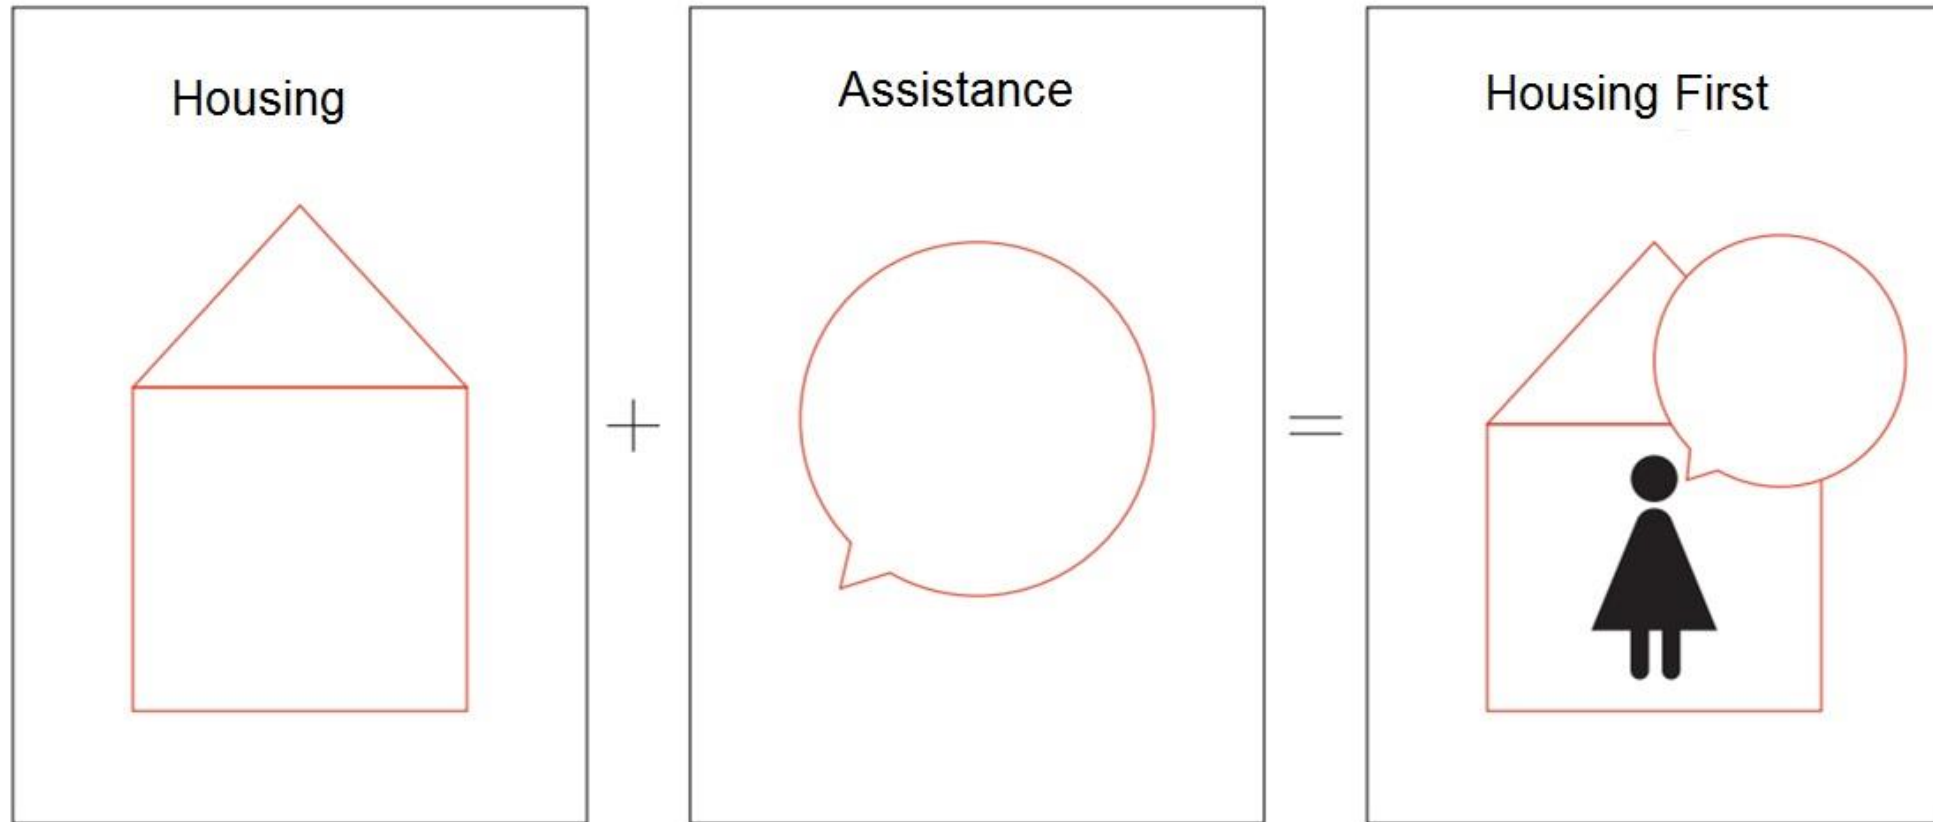 Housing
Assistance
Housing First
+
=